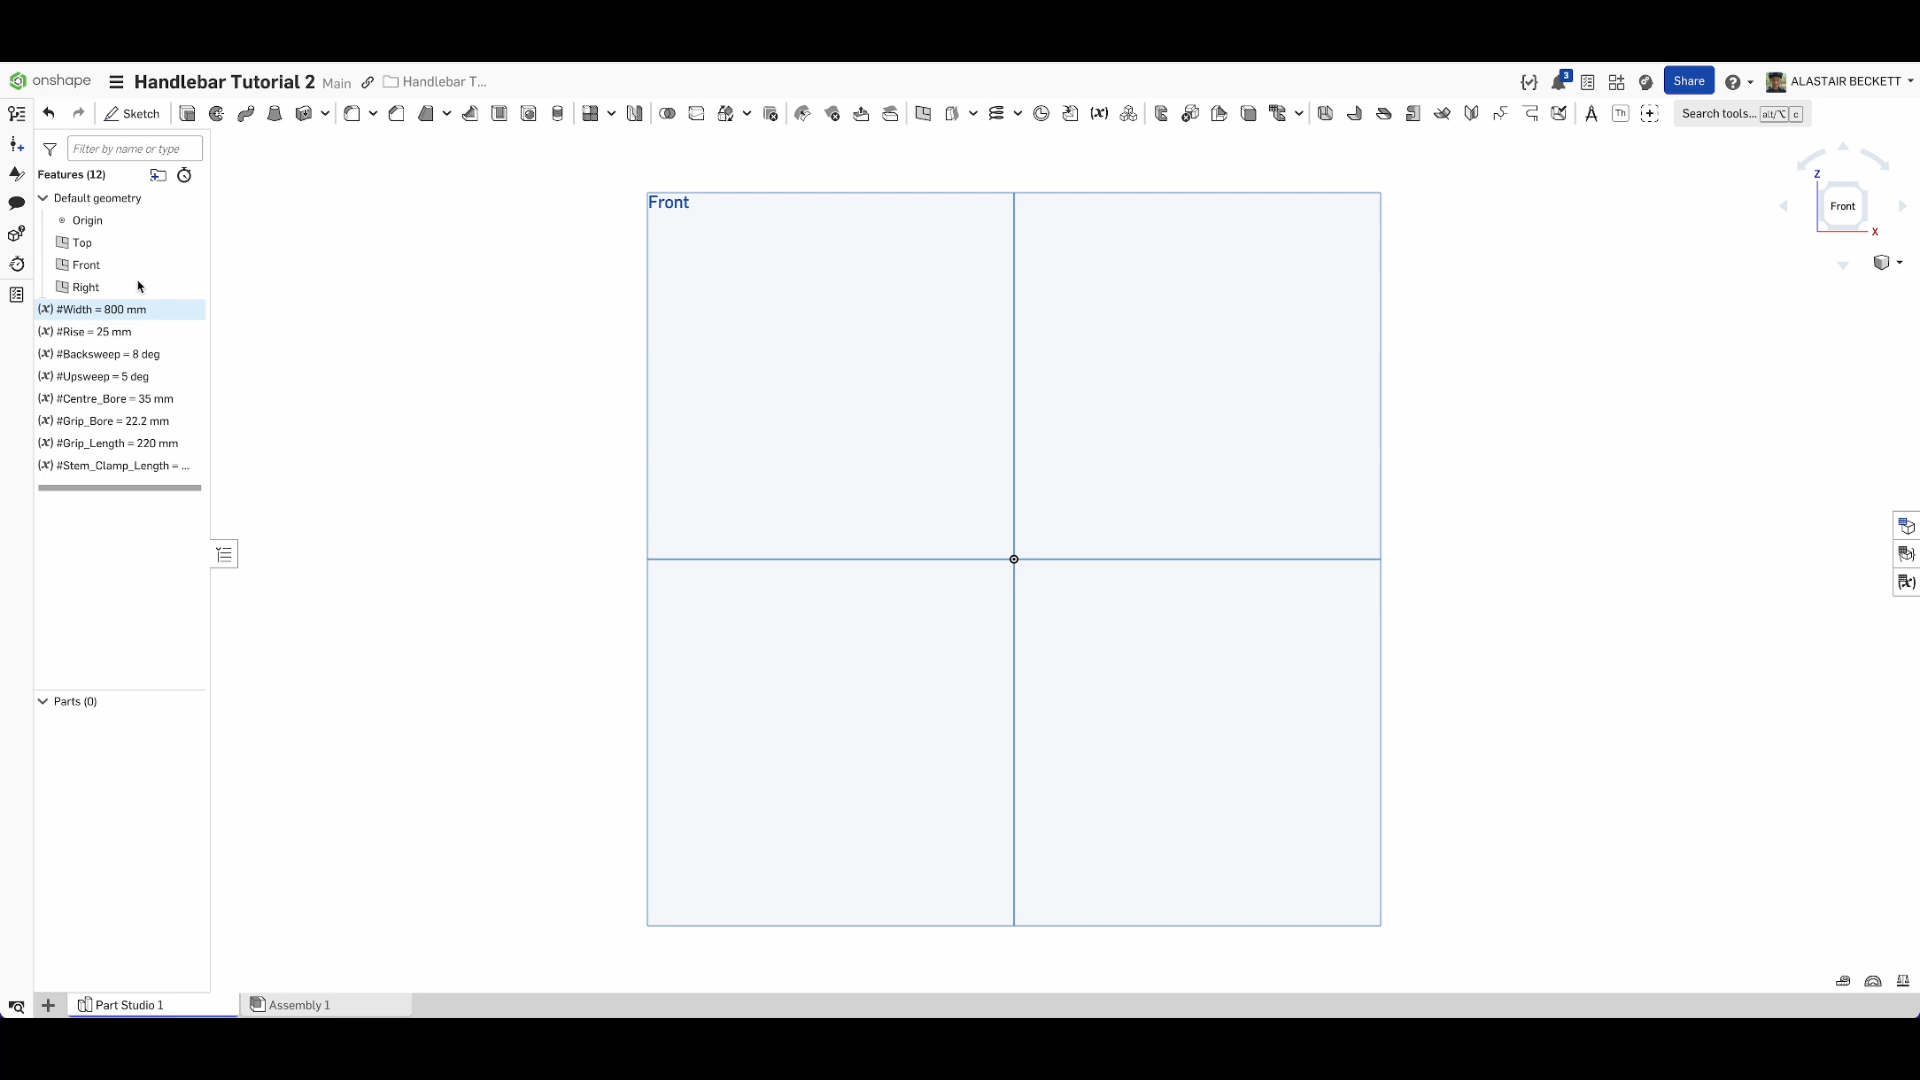 onshape Handlebar Tutorial 2 Main Handlebar T... 3 Share ALASTAIR BECKETT
Sketch (x) Th Search tools... alt/⌥ c
Filter by name or type
Features (12)
Default geometry
Origin
Top
Front
Right
(x) #Width = 800 mm
(x) #Rise = 25 mm
(x) #Backsweep = 8 deg
(x) #Upsweep = 5 deg
(x) #Centre_Bore = 35 mm
(x) #Grip_Bore = 22.2 mm
(x) #Grip_Length = 220 mm
(x) #Stem_Clamp_Length = ...
Parts (0)
Front
Z
Front
X
(x)
Part Studio 1 Assembly 1